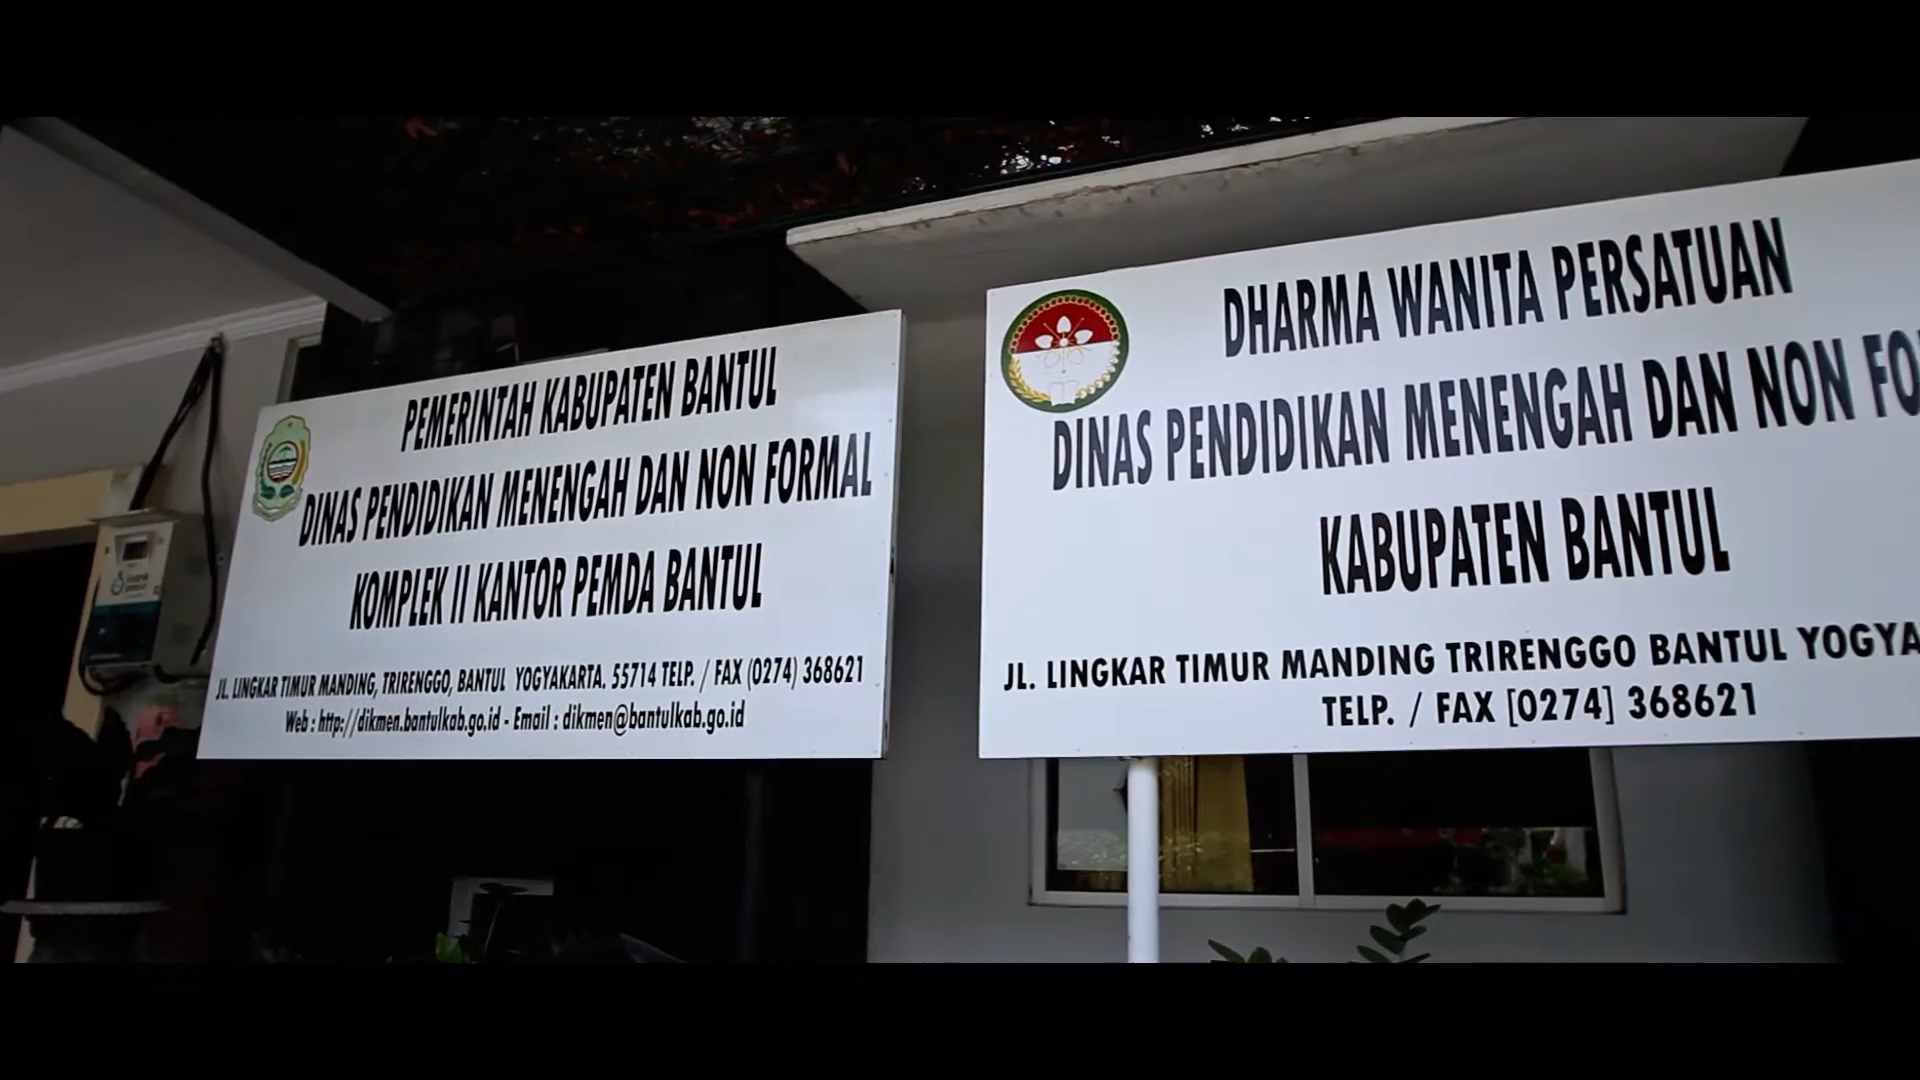 PEMERINTAH KABUPATEN BANTUL
DINAS PENDIDIKAN MENENGAH DAN NON FORMAL
KOMPLEK II KANTOR PEMDA BANTUL
JL. LINGKAR TIMUR MANDING, TRIRENGGO, BANTUL YOGYAKARTA. 55714 TELP. / FAX (0274) 368621
Web : http://dikmen.bantulkab.go.id - Email : dikmen@bantulkab.go.id
DHARMA WANITA PERSATUAN
DINAS PENDIDIKAN MENENGAH DAN NON FO
KABUPATEN BANTUL
JL. LINGKAR TIMUR MANDING TRIRENGGO BANTUL YOGYA
TELP. / FAX [0274] 368621